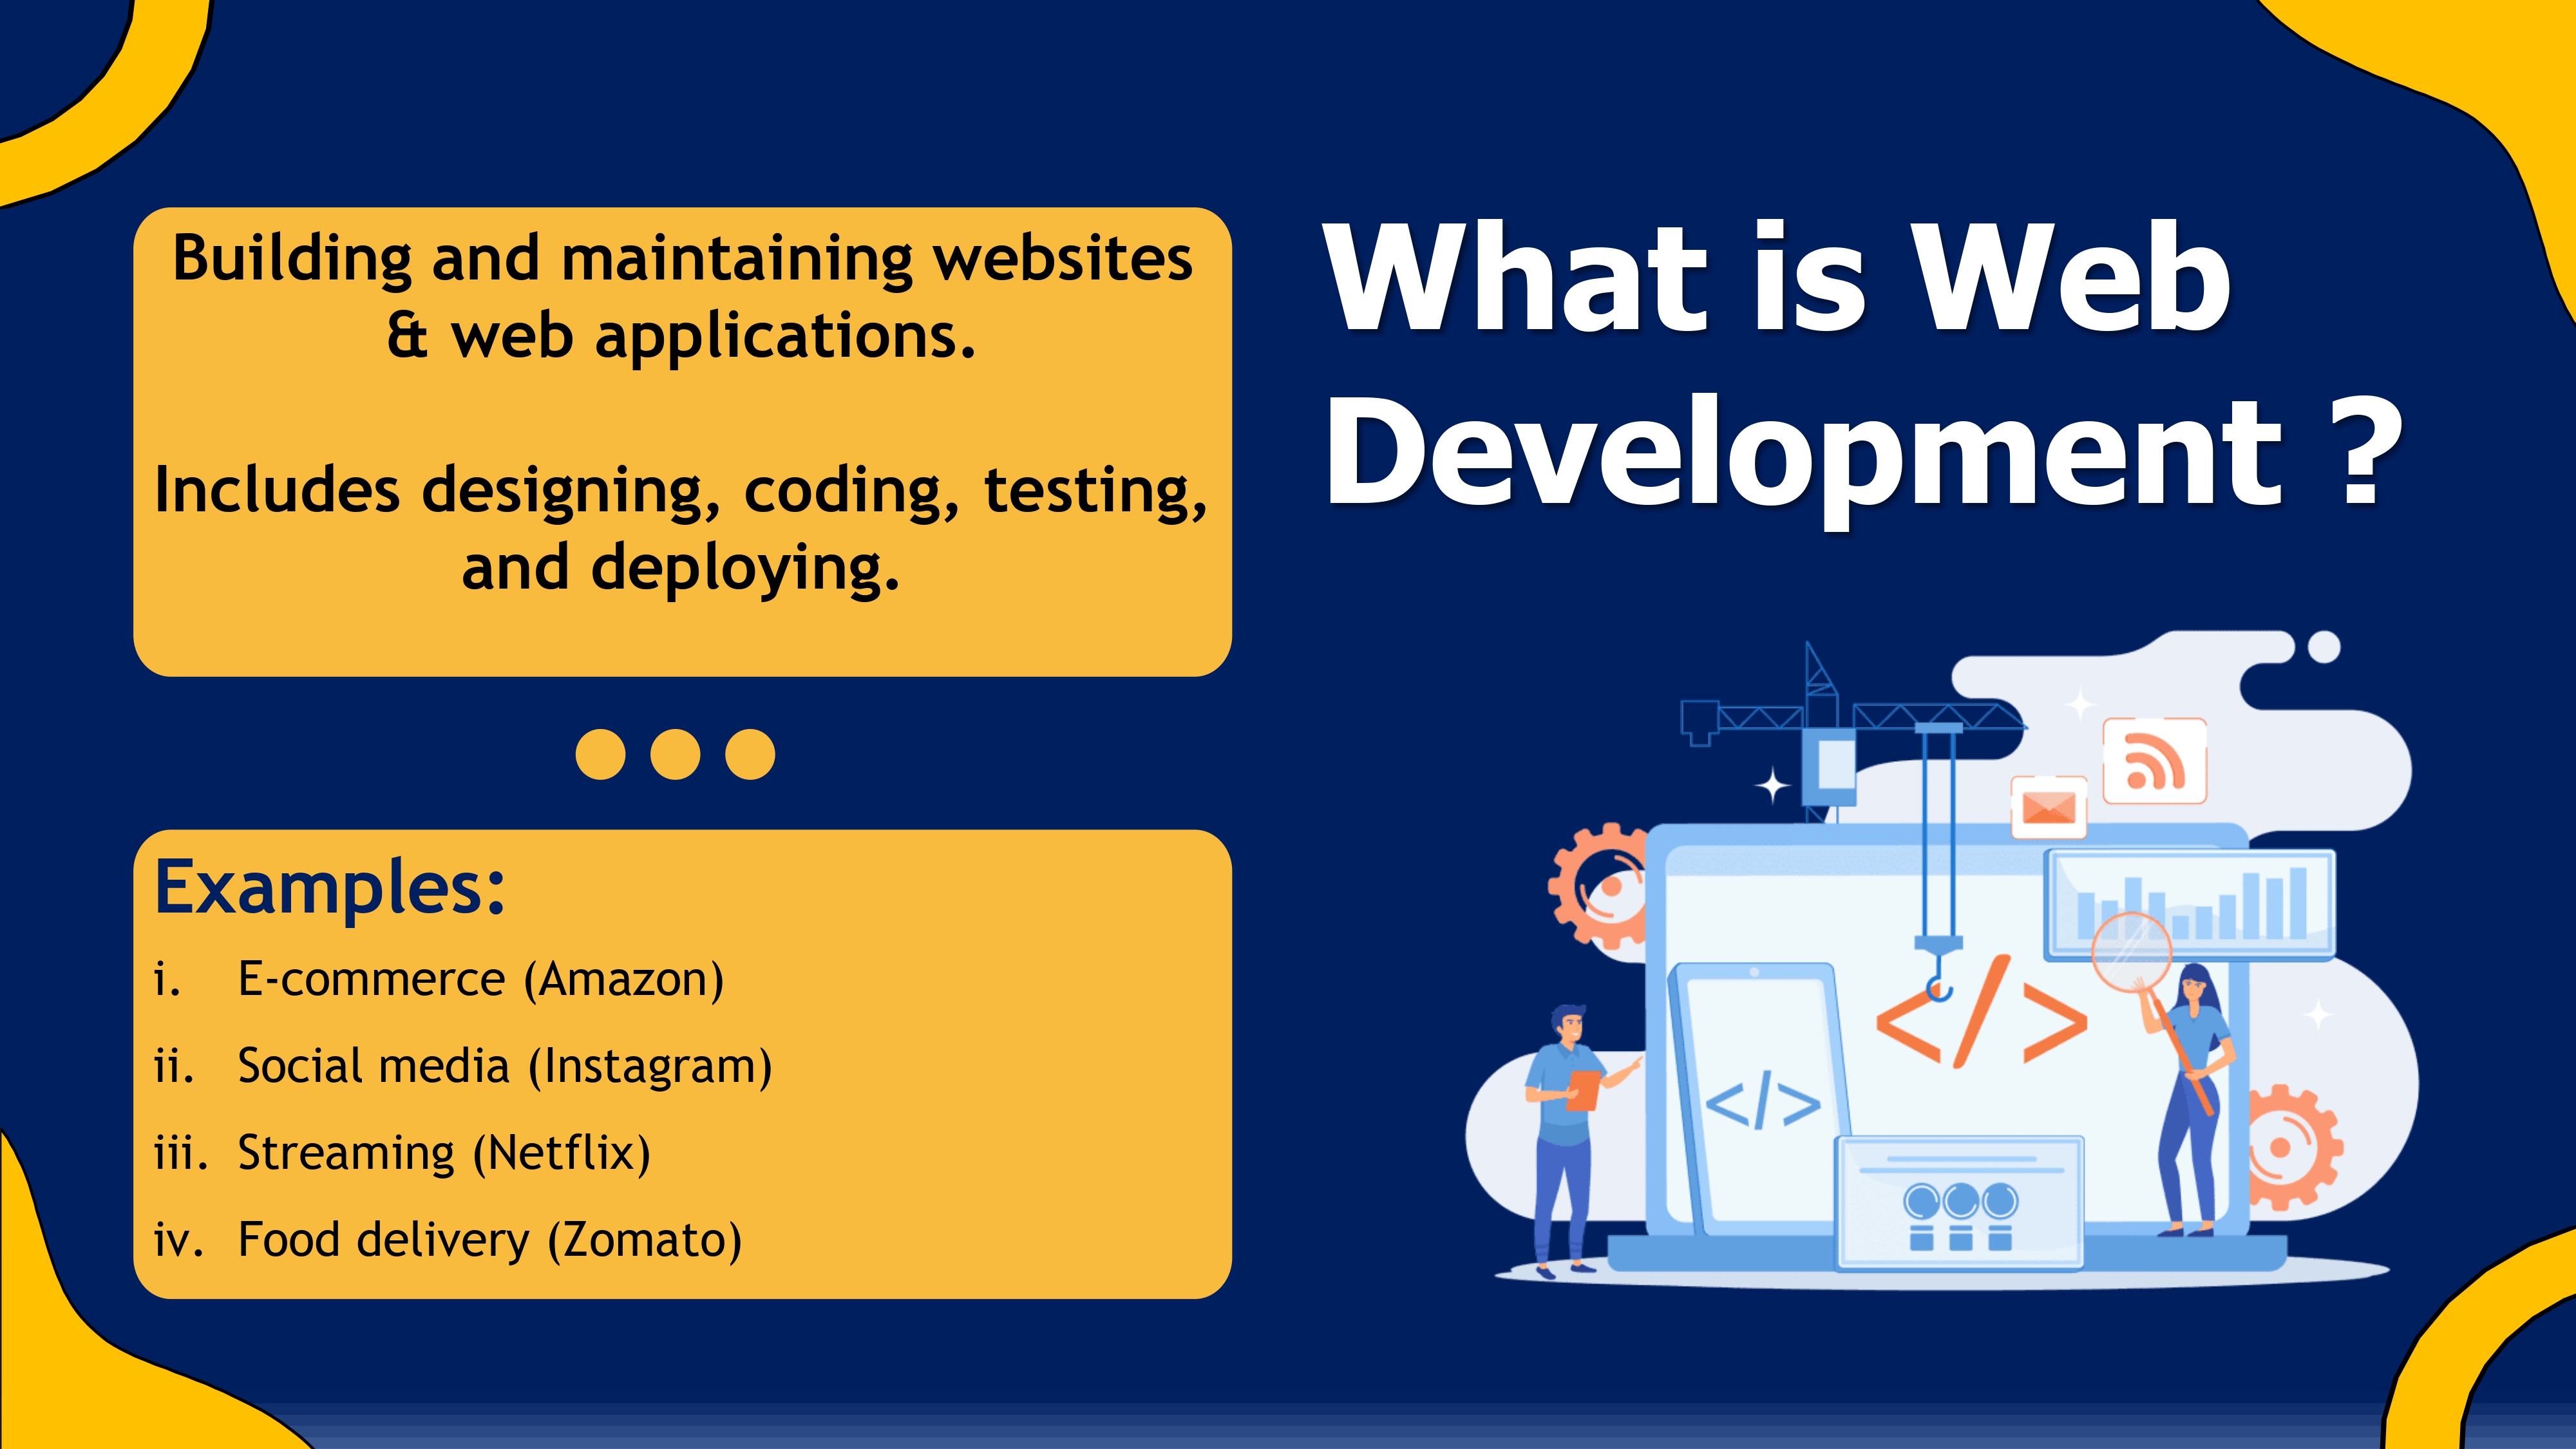 What is Web
Development ?
Building and maintaining websites
& web applications.
Includes designing, coding, testing,
and deploying.
Examples:
i. E-commerce (Amazon)
ii. Social media (Instagram)
iii. Streaming (Netflix)
iv. Food delivery (Zomato)
</>
</>